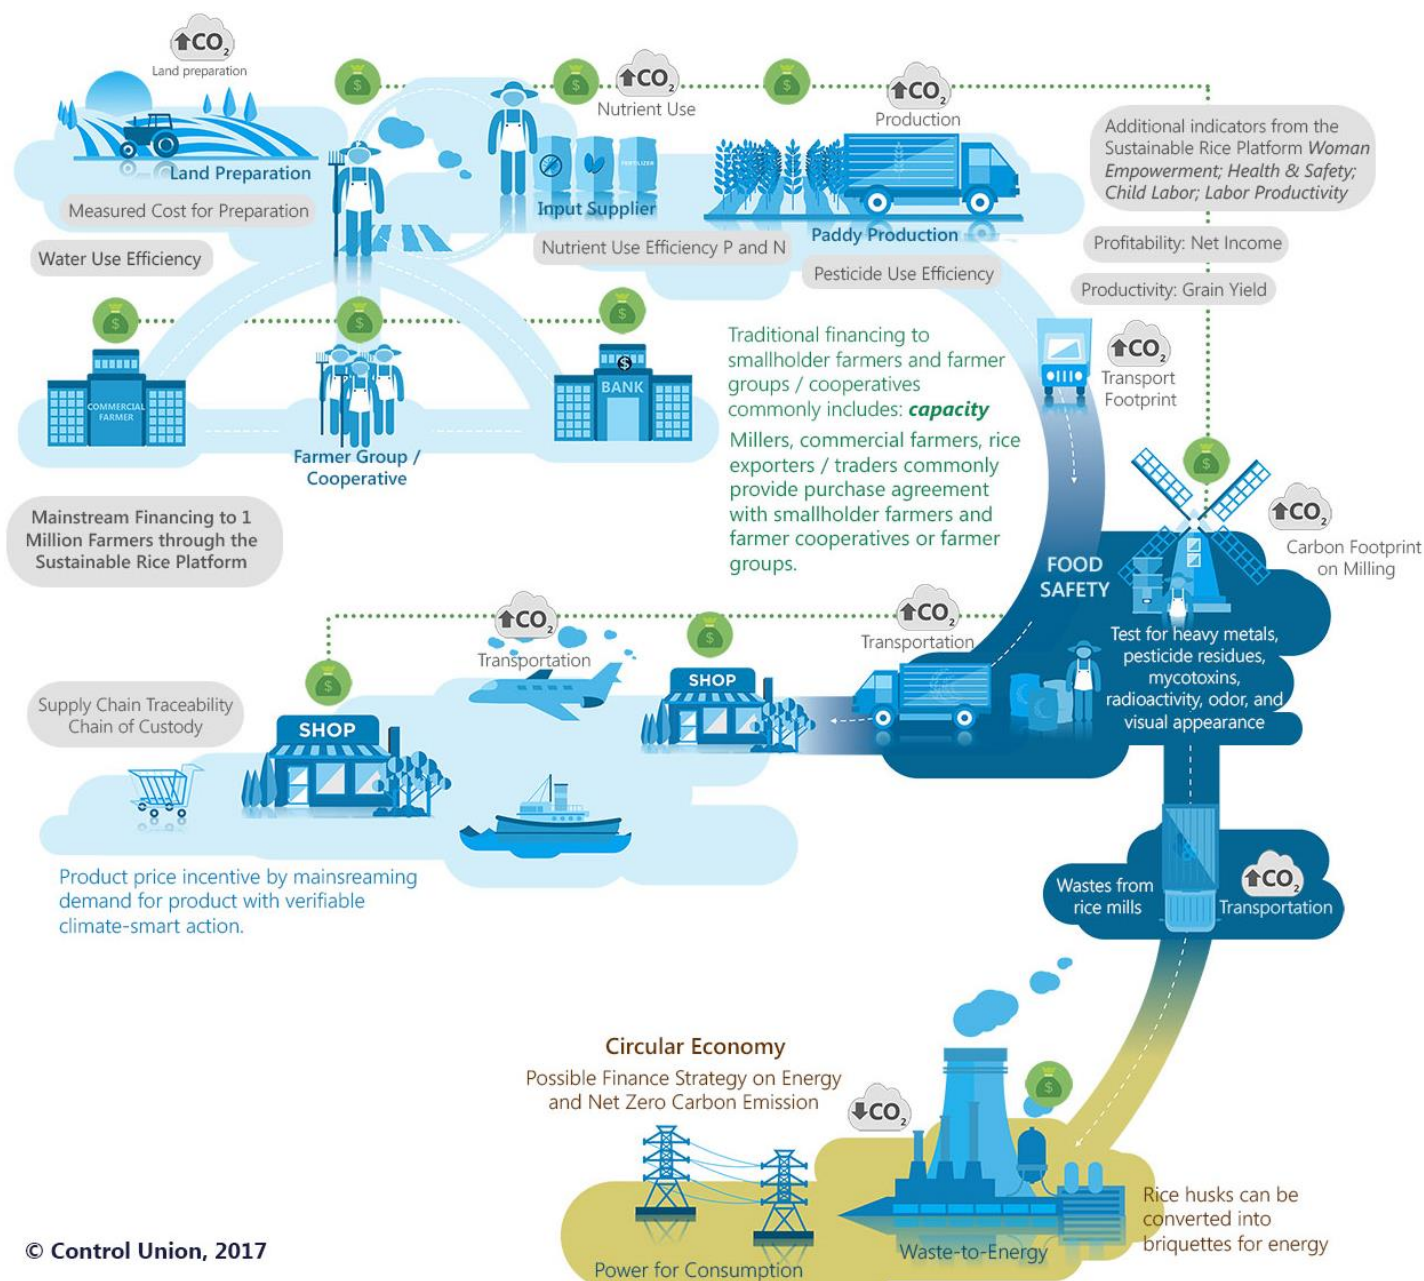 ↑CO₂
Land preparation
Land Preparation
Measured Cost for Preparation
Water Use Efficiency
$
$
↑CO₂
Nutrient Use
FERTILIZER
Input Supplier
Nutrient Use Efficiency P and N
$
↑CO₂
Production
Paddy Production
Pesticide Use Efficiency
Additional indicators from the
Sustainable Rice Platform Woman
Empowerment; Health & Safety;
Child Labor; Labor Productivity
Profitability: Net Income
Productivity: Grain Yield
$
$
$
COMMERCIAL
FARMER
Farmer Group /
Cooperative
$
BANK
Traditional financing to
smallholder farmers and farmer
groups / cooperatives
commonly includes: capacity
Millers, commercial farmers, rice
exporters / traders commonly
provide purchase agreement
with smallholder farmers and
farmer cooperatives or farmer
groups.
↑CO₂
Transport
Footprint
Mainstream Financing to 1
Million Farmers through the
Sustainable Rice Platform
$
↑CO₂
Carbon Footprint
on Milling
FOOD
SAFETY
Test for heavy metals,
pesticide residues,
mycotoxins,
radioactivity, odor, and
visual appearance
↑CO₂
Transportation
$
↑CO₂
Transportation
$
SHOP
Supply Chain Traceability
Chain of Custody
SHOP
Product price incentive by mainsreaming
demand for product with verifiable
climate-smart action.
Wastes from
rice mills
↑CO₂
Transportation
Circular Economy
Possible Finance Strategy on Energy
and Net Zero Carbon Emission
↓CO₂
$
Rice husks can be
converted into
briquettes for energy
Waste-to-Energy
Power for Consumption
© Control Union, 2017